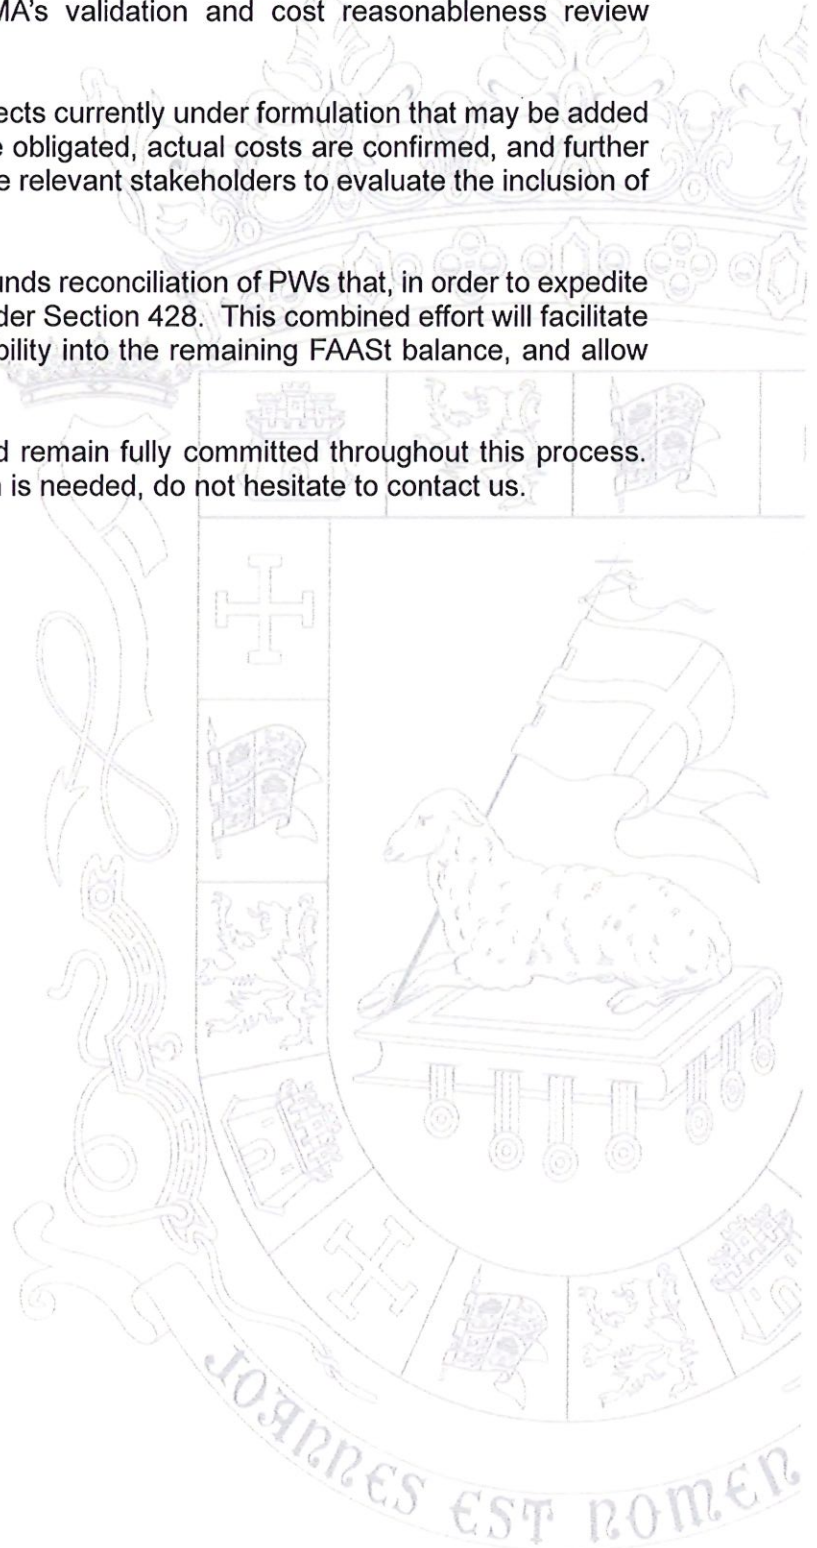 MA's validation and cost reasonableness review
ects currently under formulation that may be added
obligated, actual costs are confirmed, and further
e relevant stakeholders to evaluate the inclusion of
unds reconciliation of PWs that, in order to expedite
der Section 428. This combined effort will facilitate
bility into the remaining FAASt balance, and allow
d remain fully committed throughout this process.
is needed, do not hesitate to contact us.
JOANNES EST NOMEN